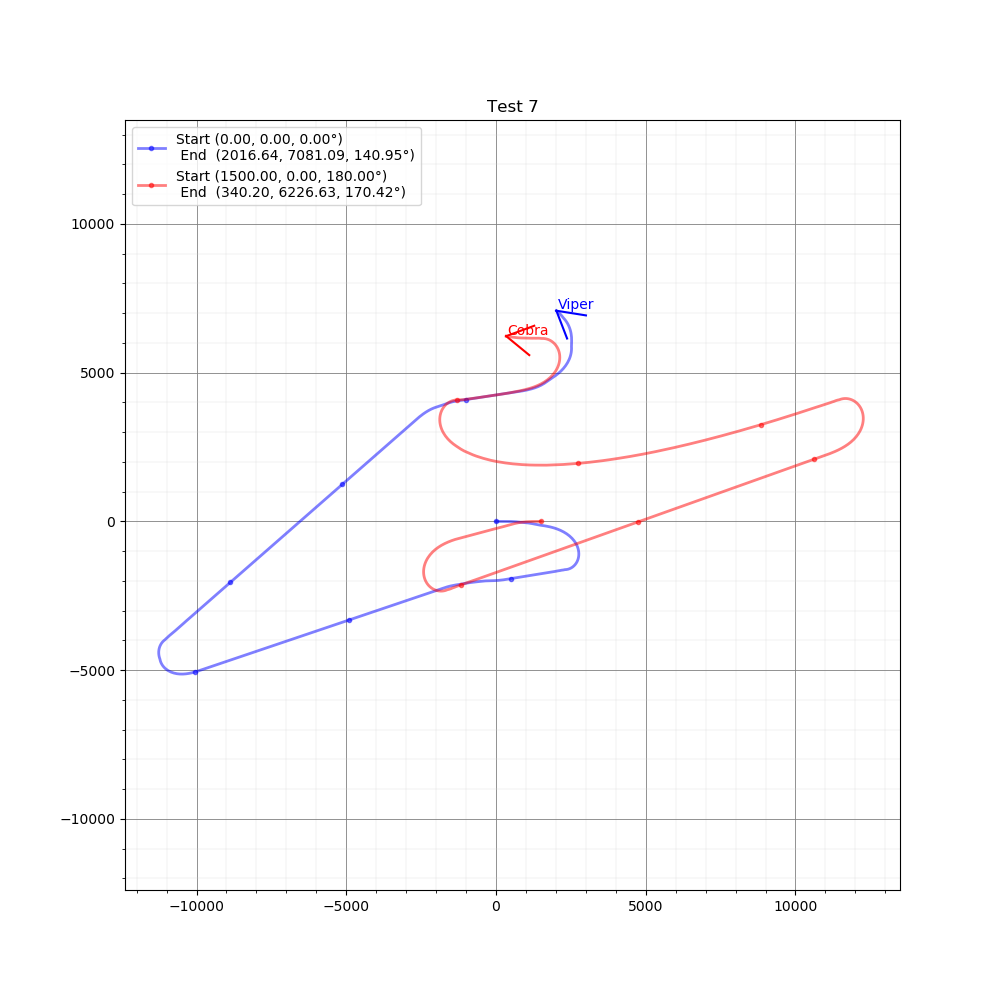 Test 7
Start (0.00, 0.00, 0.00°)
End (2016.64, 7081.09, 140.95°)
Start (1500.00, 0.00, 180.00°)
End (340.20, 6226.63, 170.42°)
10000
Viper
Cobra
5000
0
−5000
−10000
−10000 −5000 0 5000 10000